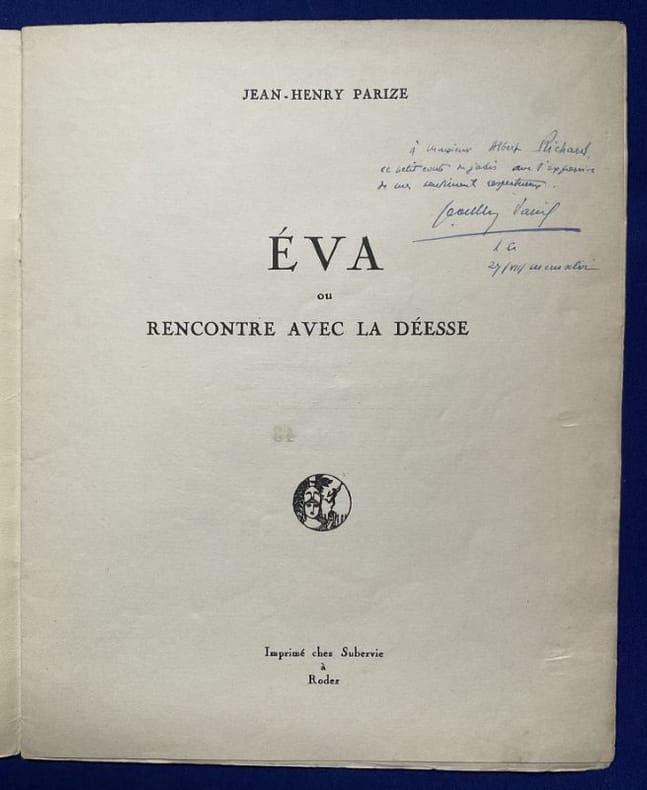 JEAN-HENRY PARIZE
à Monsieur Albert Richard,
ce petit conte de jadis avec l'expression
de mes sentiments respectueux.
ÉVA
ou
RENCONTRE AVEC LA DÉESSE
48
Imprimé chez Subervie
à
Rodez